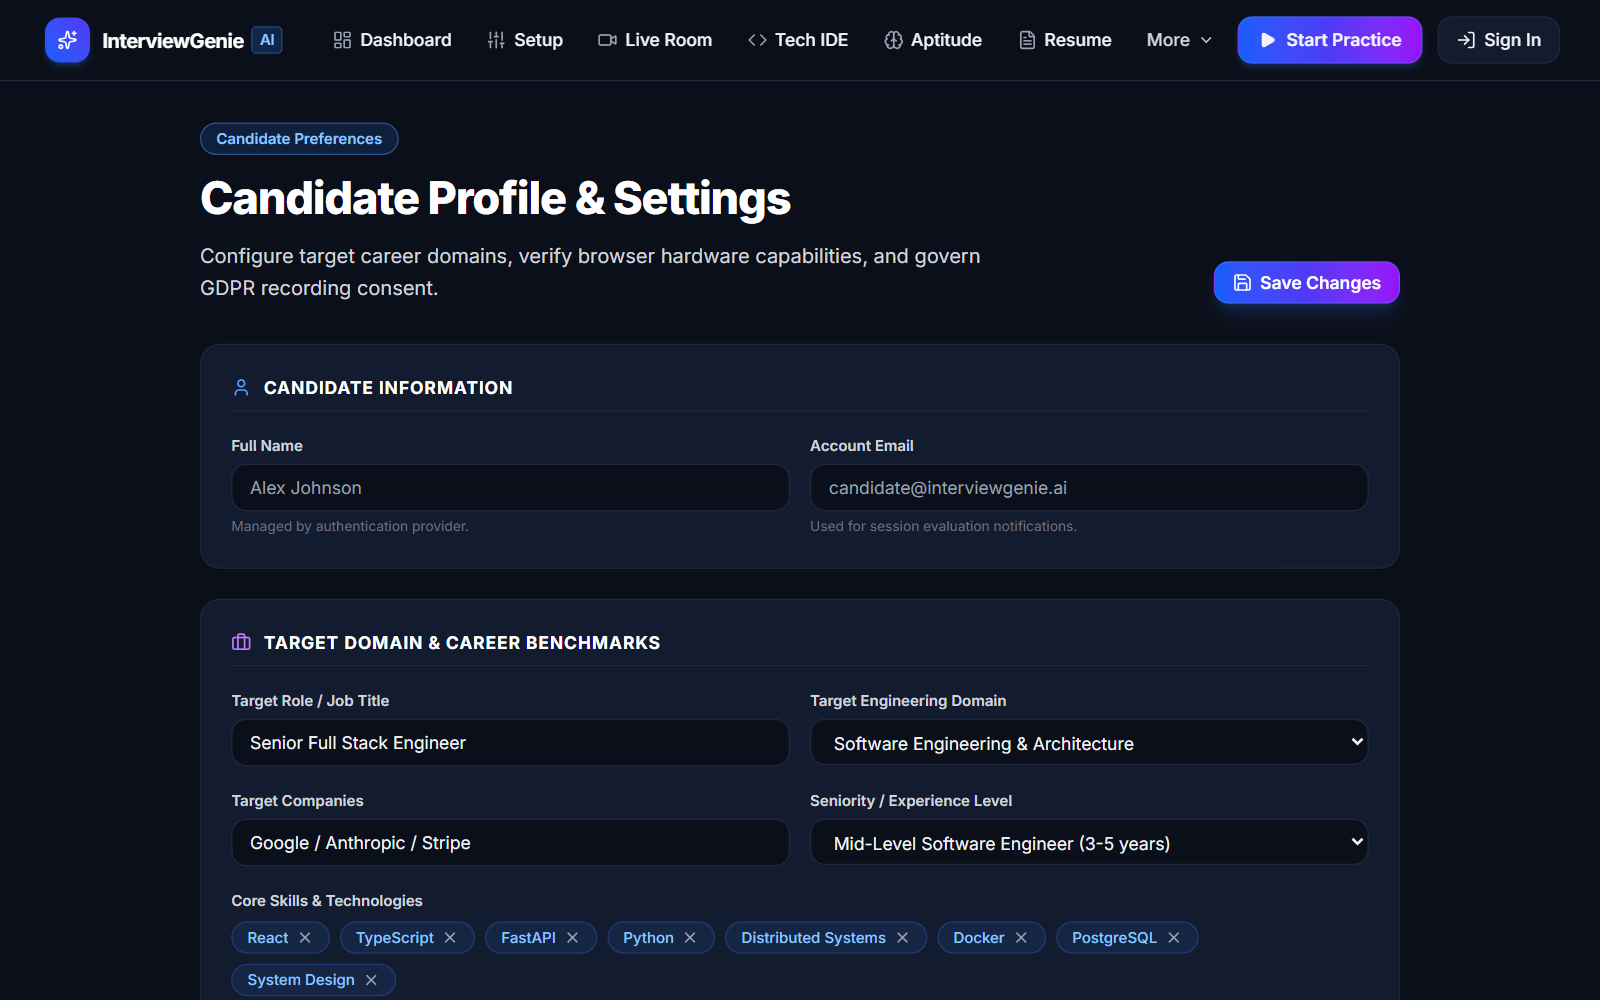 InterviewGenie AI Dashboard Setup Live Room Tech IDE Aptitude Resume More Start Practice Sign In
Candidate Preferences
Candidate Profile & Settings
Configure target career domains, verify browser hardware capabilities, and govern
GDPR recording consent.
Save Changes
CANDIDATE INFORMATION
Full Name
Alex Johnson
Managed by authentication provider.
Account Email
candidate@interviewgenie.ai
Used for session evaluation notifications.
TARGET DOMAIN & CAREER BENCHMARKS
Target Role / Job Title
Senior Full Stack Engineer
Target Engineering Domain
Software Engineering & Architecture
Target Companies
Google / Anthropic / Stripe
Seniority / Experience Level
Mid-Level Software Engineer (3-5 years)
Core Skills & Technologies
React TypeScript FastAPI Python Distributed Systems Docker PostgreSQL
System Design